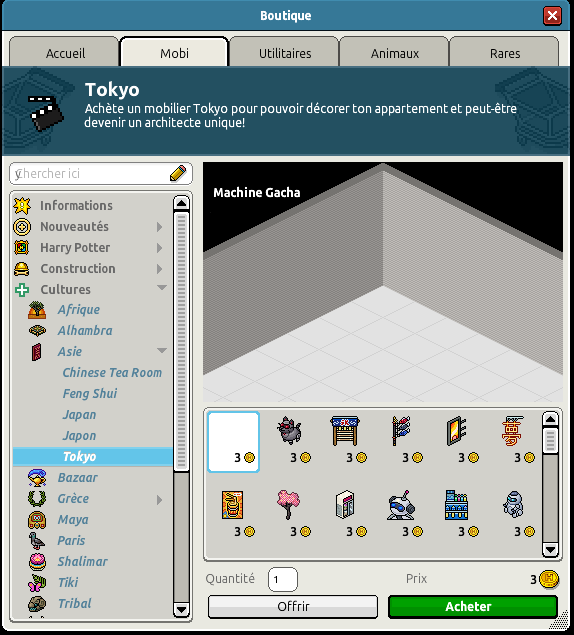 Boutique
Accueil
Mobi
Utilitaires
Animaux
Rares
Tokyo
Achète un mobilier Tokyo pour pouvoir décorer ton appartement et peut-être
devenir un architecte unique!
Chercher ici
Informations
Nouveautés
Harry Potter
Construction
Cultures
Afrique
Alhambra
Asie
Chinese Tea Room
Feng Shui
Japan
Japon
Tokyo
Bazaar
Grèce
Maya
Paris
Shalimar
Tiki
Tribal
Machine Gacha
3 3 3 3 3 3
3 3 3 3 3 3
Quantité 1 Prix 3
Offrir
Acheter